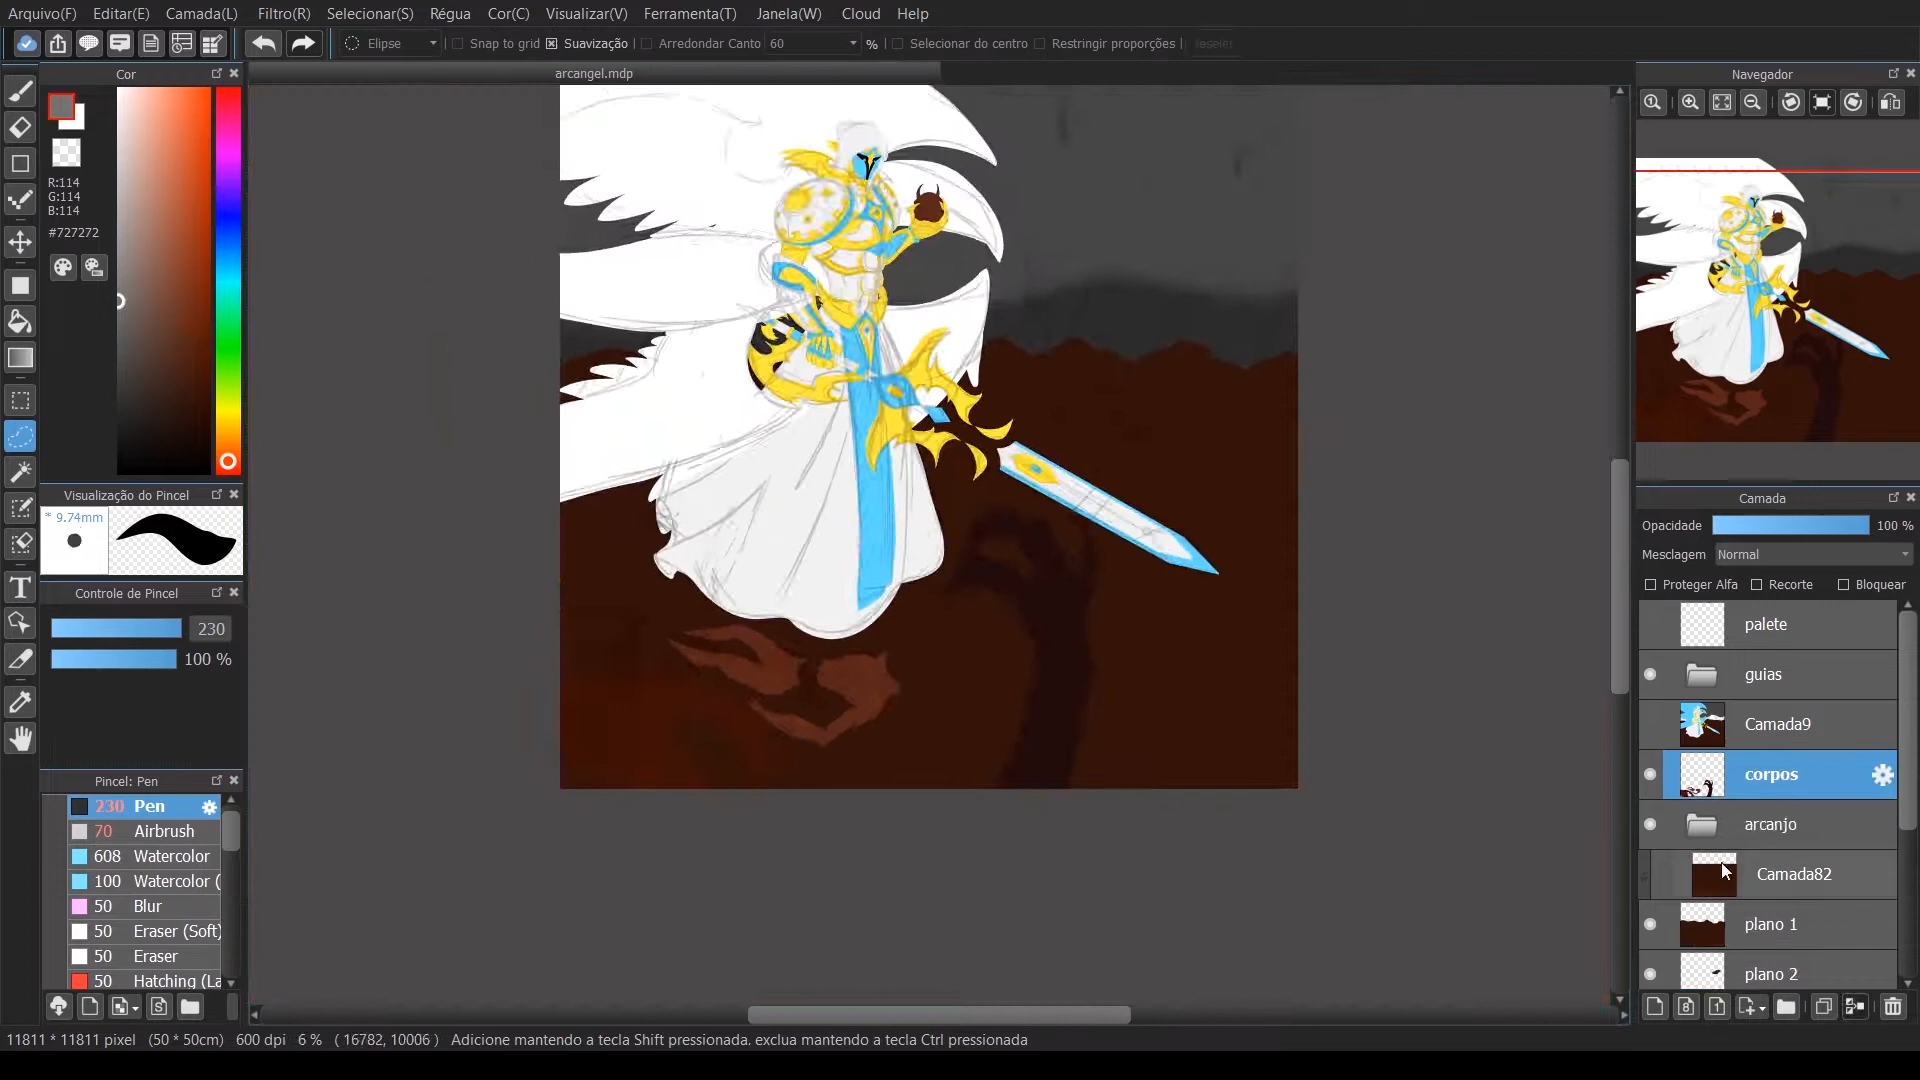 Arquivo(F) Editar(E) Camada(L) Filtro(R) Selecionar(S) Régua Cor(C) Visualizar(V) Ferramenta(T) Janela(W) Cloud Help
Elipse Snap to grid Suavização Arredondar Canto 60 % Selecionar do centro Restringir proporções
Cor
arcangel.mdp
Navegador
R:114
G:114
B:114
#727272
Visualização do Pincel
* 9.74mm
Controle de Pincel
230
100 %
Pincel: Pen
230 Pen
70 Airbrush
608 Watercolor
100 Watercolor (
50 Blur
50 Eraser (Soft)
50 Eraser
50 Hatching (La
Camada
Opacidade 100 %
Mesclagem Normal
Proteger Alfa Recorte Bloquear
palete
guias
Camada9
corpos
arcanjo
Camada82
plano 1
plano 2
11811 * 11811 pixel (50 * 50cm) 600 dpi 6 % ( 16782, 10006 ) Adicione mantendo a tecla Shift pressionada. exclua mantendo a tecla Ctrl pressionada